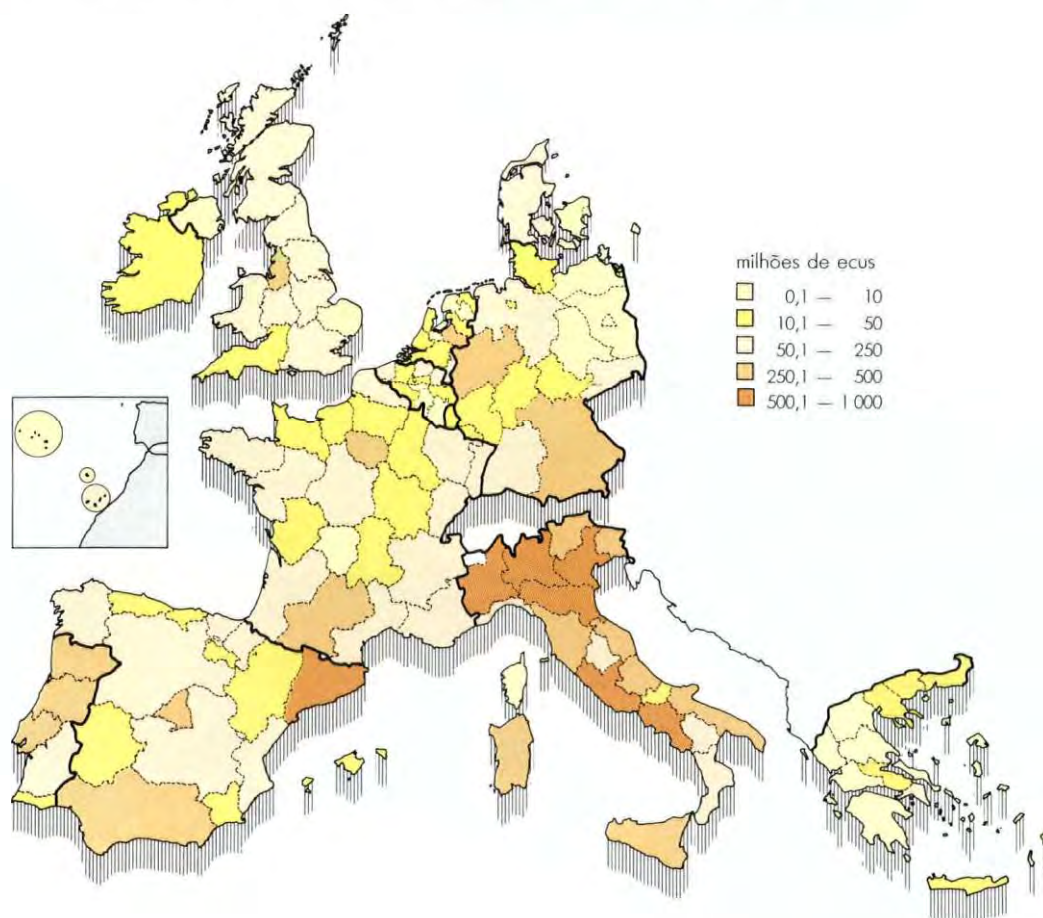 milhões de ecus
0,1 — 10
10,1 — 50
50,1 — 250
250,1 — 500
500,1 — 1 000